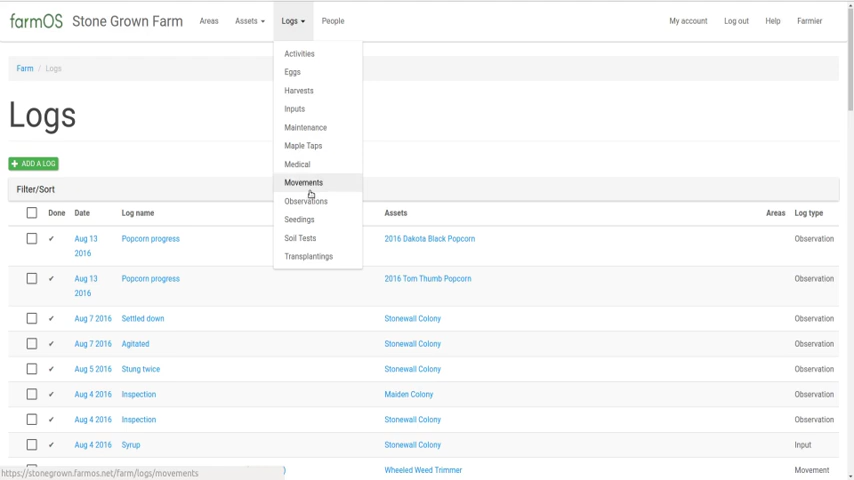 farmOS Stone Grown Farm Areas Assets Logs People My account Log out Help Farmier
Activities
Eggs
Harvests
Inputs
Maintenance
Maple Taps
Medical
Movements
Observations
Seedings
Soil Tests
Transplantings
Farm / Logs
Logs
+ ADD A LOG
Filter/Sort
Done Date Log name Assets Areas Log type
✔ Aug 13 2016 Popcorn progress 2016 Dakota Black Popcorn Observation
✔ Aug 13 2016 Popcorn progress 2016 Tom Thumb Popcorn Observation
✔ Aug 7 2016 Settled down Stonewall Colony Observation
✔ Aug 7 2016 Agitated Stonewall Colony Observation
✔ Aug 5 2016 Stung twice Stonewall Colony Observation
✔ Aug 4 2016 Inspection Maiden Colony Observation
✔ Aug 4 2016 Inspection Stonewall Colony Observation
✔ Aug 4 2016 Syrup Stonewall Colony Input
Wheeled Weed Trimmer Movement
https://stonegrown.farmos.net/farm/logs/movements